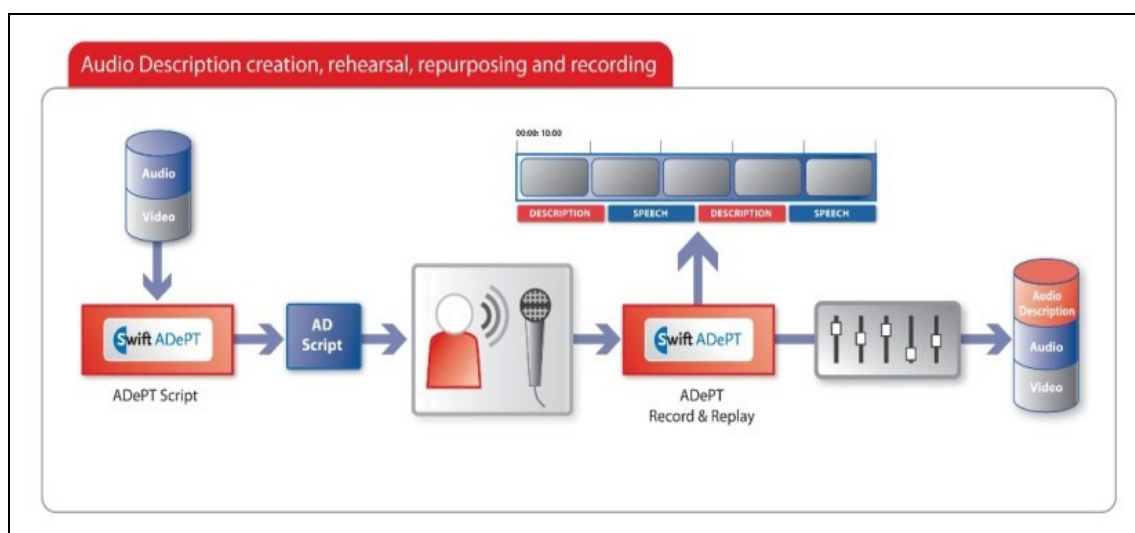 Audio Description creation, rehearsal, repurposing and recording
00:00: 10:00
Audio
Video
DESCRIPTION
SPEECH
DESCRIPTION
SPEECH
Swift ADePT
ADePT Script
AD
Script
Swift ADePT
ADePT
Record & Replay
Audio
Description
Audio
Video